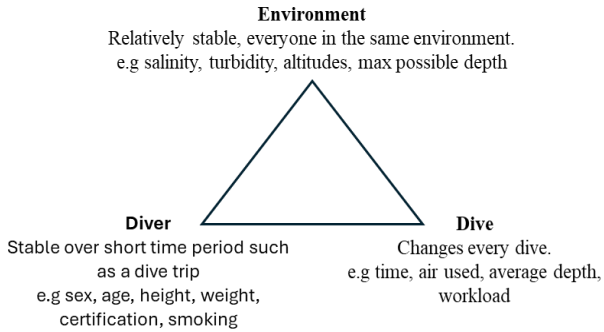 Environment
Relatively stable, everyone in the same environment.
e.g salinity, turbidity, altitudes, max possible depth
Diver
Stable over short time period such
as a dive trip
e.g sex, age, height, weight,
certification, smoking
Dive
Changes every dive.
e.g time, air used, average depth,
workload